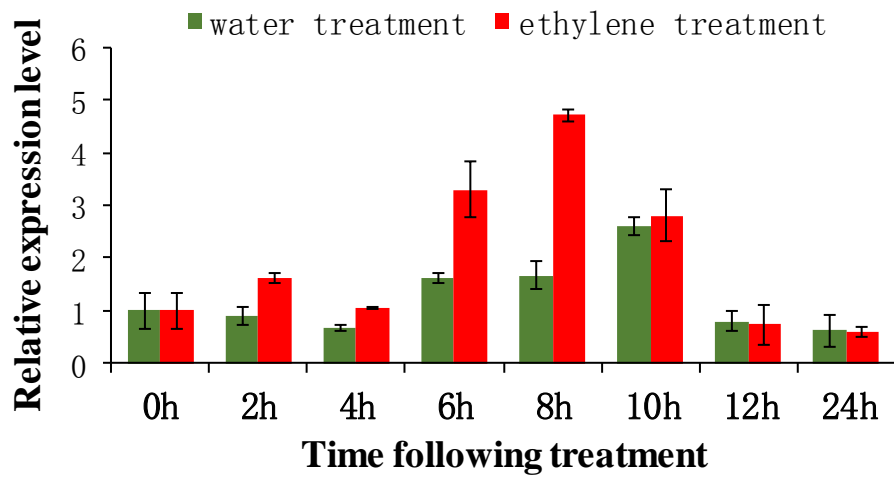 water treatment ethylene treatment
Relative expression level
6
5
4
3
2
1
0
0h 2h 4h 6h 8h 10h 12h 24h
Time following treatment